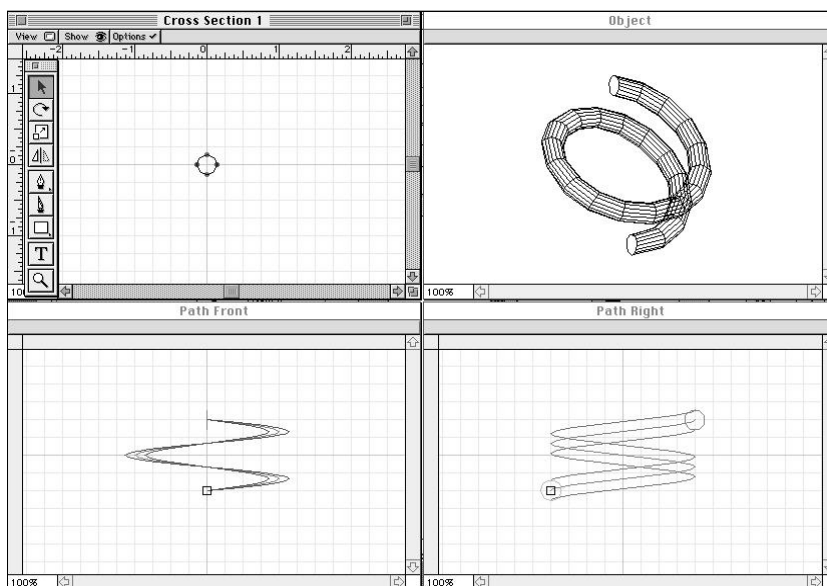 Cross Section 1
View Show Options ✓
-2 -1 0 1 2
1
0
1
T
10
Object
100%
Path Front
100%
Path Right
100%